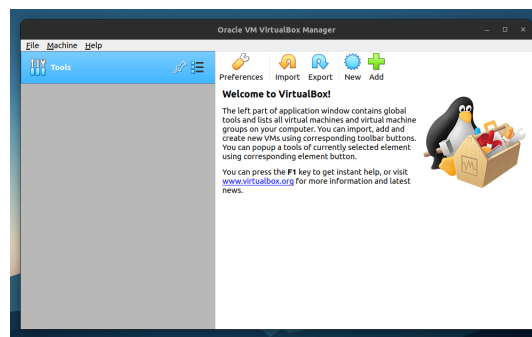 Oracle VM VirtualBox Manager
File Machine Help
Tools
Preferences Import Export New Add
Welcome to VirtualBox!
The left part of application window contains global
tools and lists all virtual machines and virtual machine
groups on your computer. You can import, add and
create new VMs using corresponding toolbar buttons.
You can popup a tools of currently selected element
using corresponding element button.
You can press the F1 key to get instant help, or visit
www.virtualbox.org for more information and latest
news.
VM